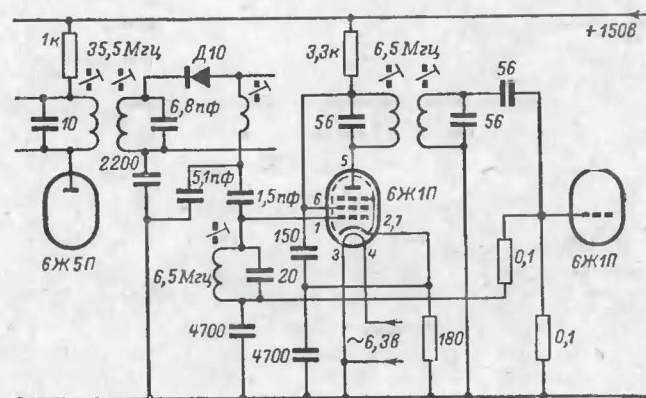 +150В
1к
35,5 Мгц
Д10
3,3к
6,5 Мгц
56
10
6,8пф
56
56
2200
5,1пф
1,5пф
5
6
1
2,7
3
4
6Ж1П
6Ж5П
150
6,5 Мгц
20
0,1
6Ж1П
4700
4700
~6,3в
180
0,1